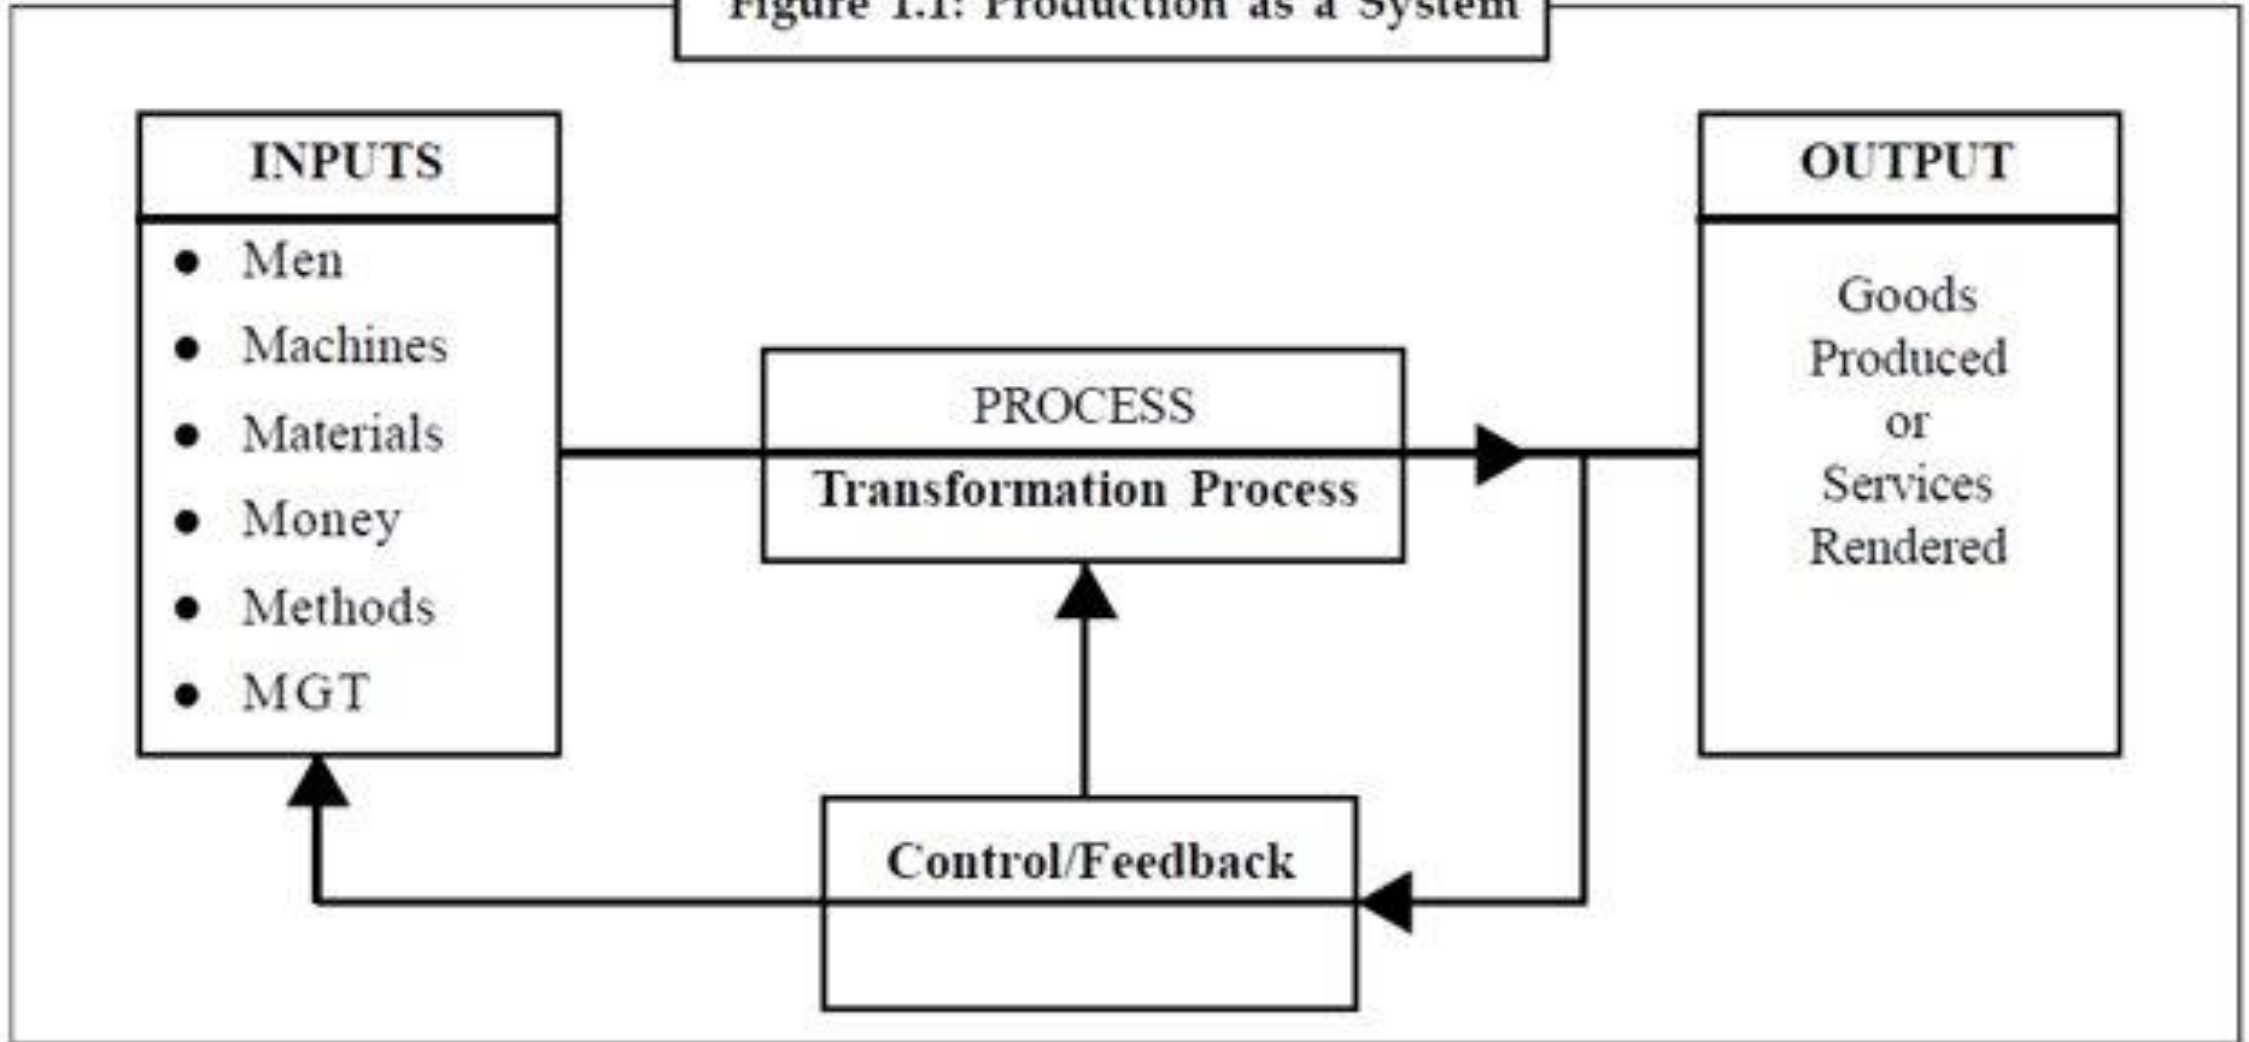 Figure 1.1: Production as a System
INPUTS
● Men
● Machines
● Materials
● Money
● Methods
● MGT
PROCESS
Transformation Process
Control/Feedback
OUTPUT
Goods
Produced
or
Services
Rendered